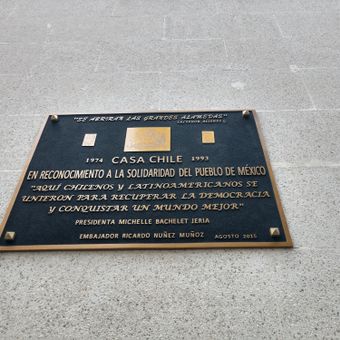 "SE ABRIRÁN LAS GRANDES ALAMEDAS"
SALVADOR ALLENDE G.
1974 CASA CHILE 1993
EN RECONOCIMIENTO A LA SOLIDARIDAD DEL PUEBLO DE MÉXICO
"AQUÍ CHILENOS Y LATINOAMERICANOS SE
UNIERON PARA RECUPERAR LA DEMOCRACIA
Y CONQUISTAR UN MUNDO MEJOR"
PRESIDENTA MICHELLE BACHELET JERIA
EMBAJADOR RICARDO NÚÑEZ MUÑOZ AGOSTO 2015